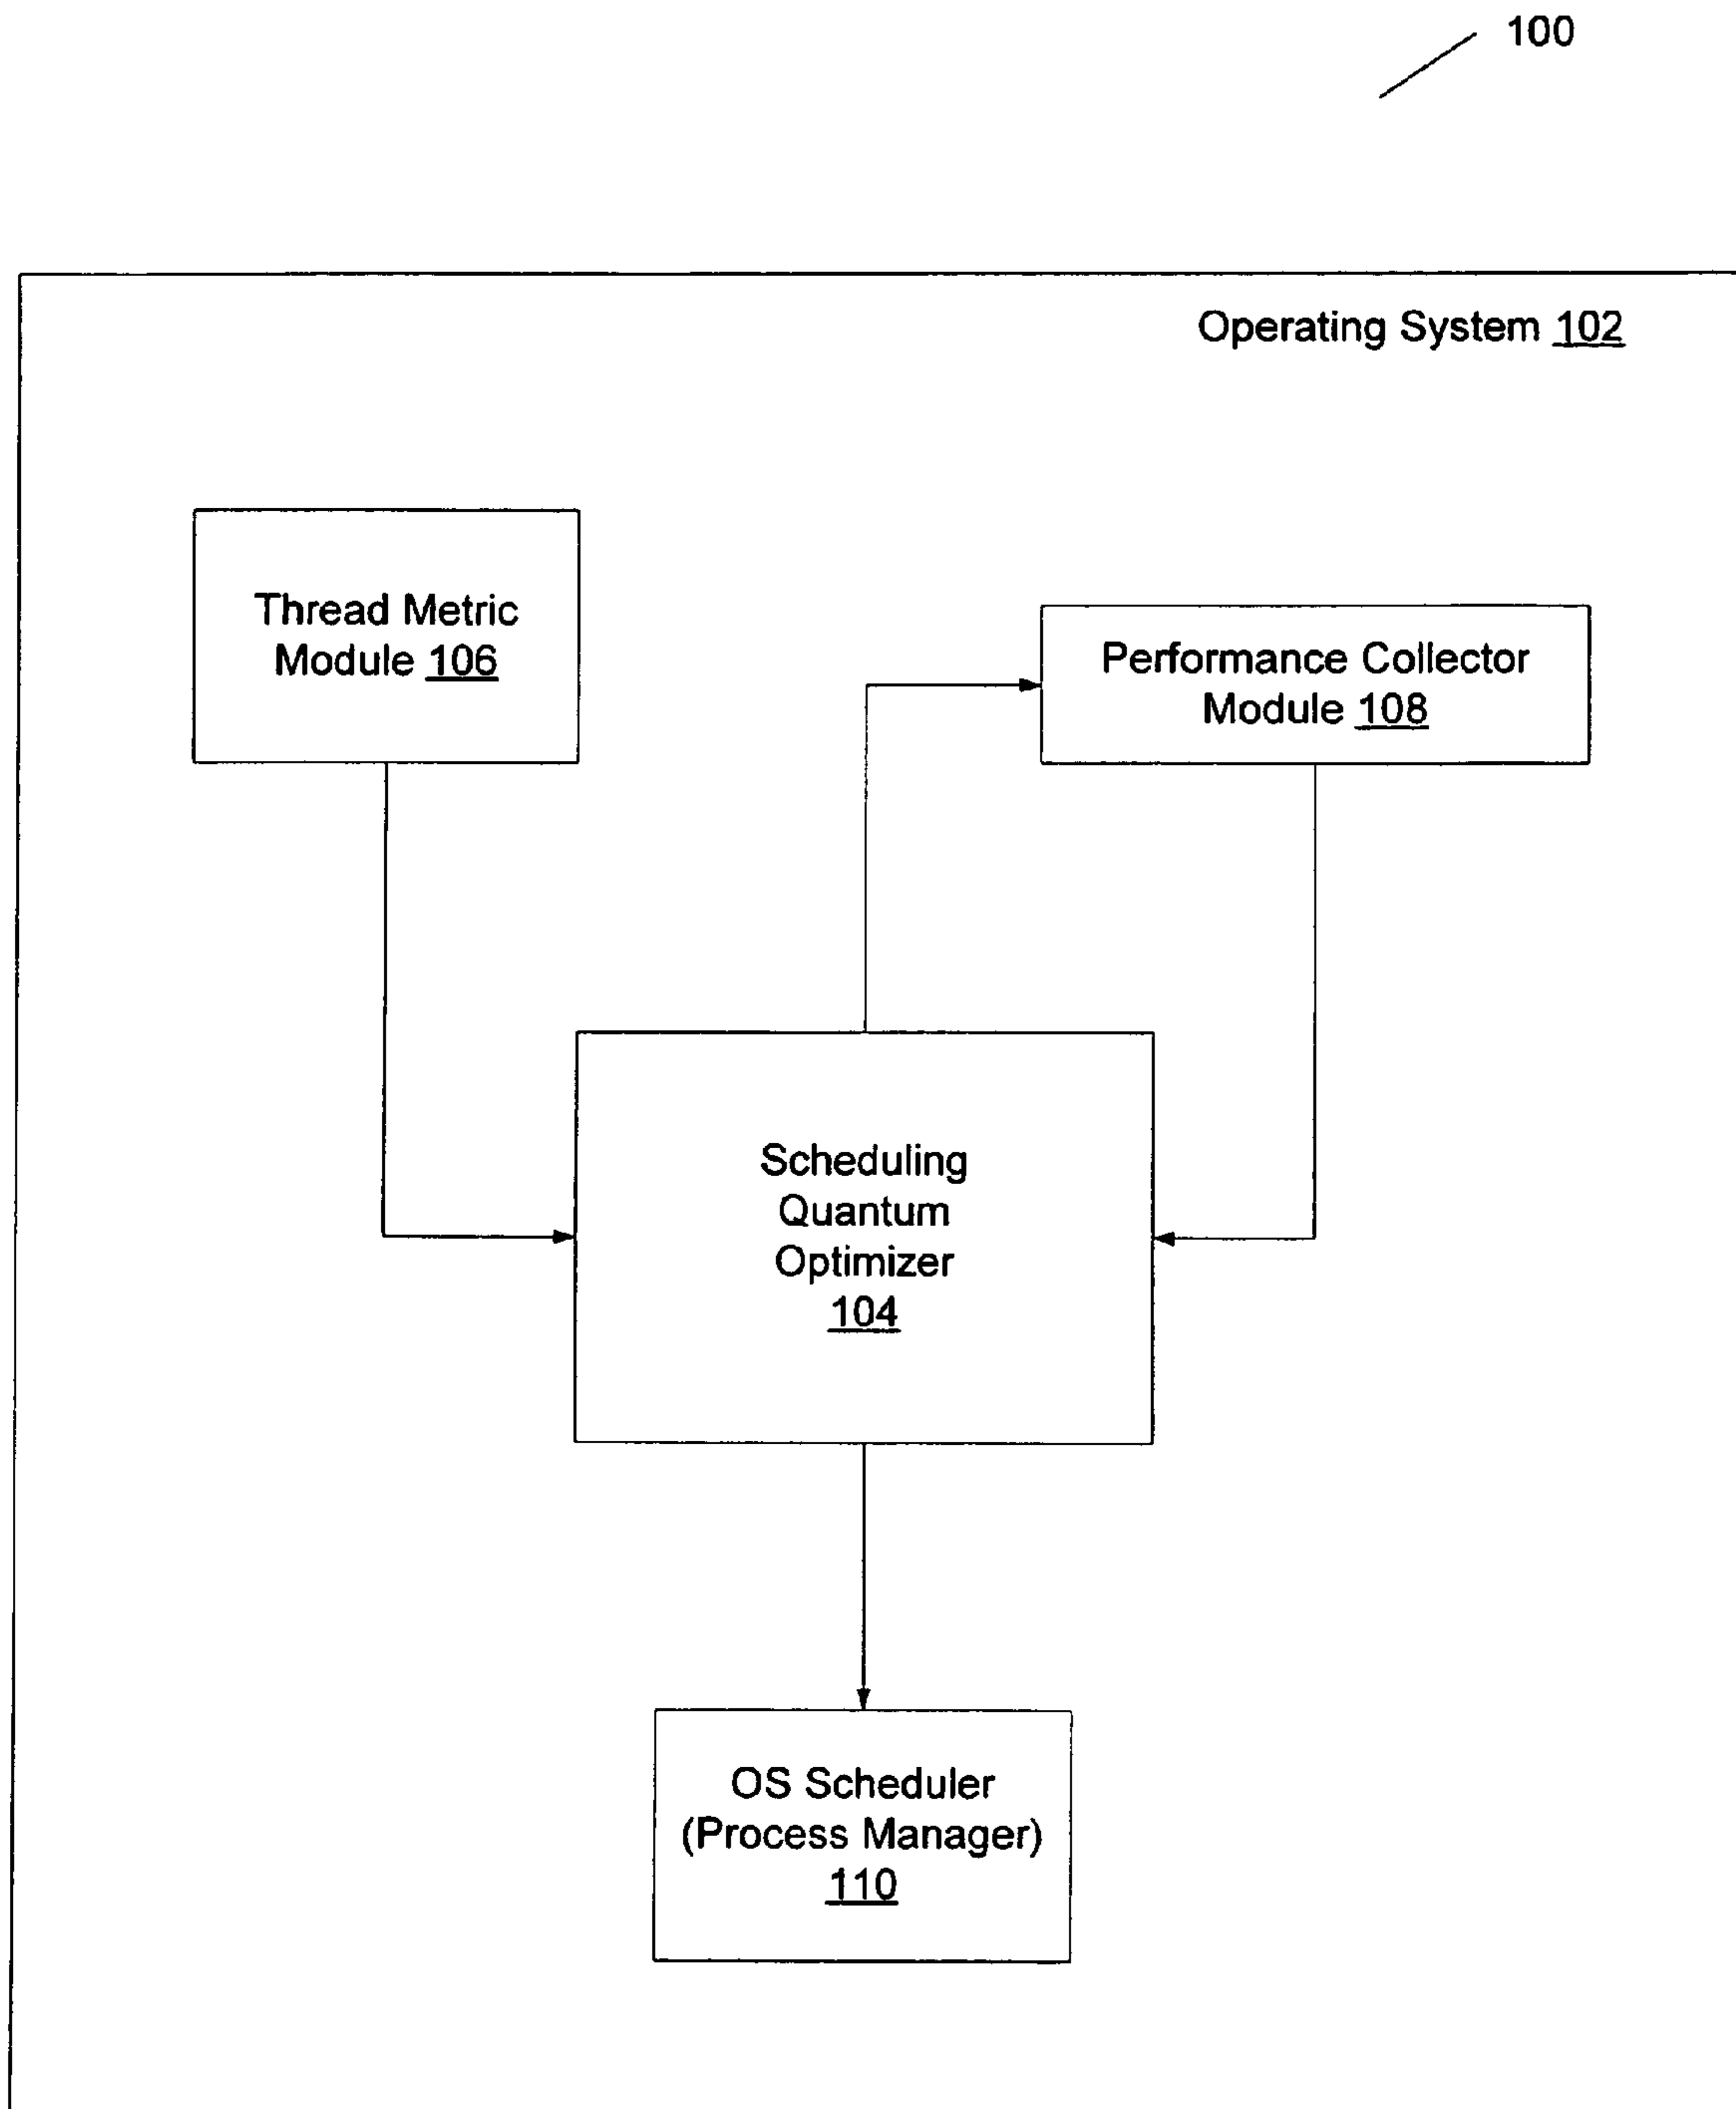 100
Operating System 102
Thread Metric
Module 106
Performance Collector
Module 108
Scheduling
Quantum
Optimizer
104
OS Scheduler
(Process Manager)
110